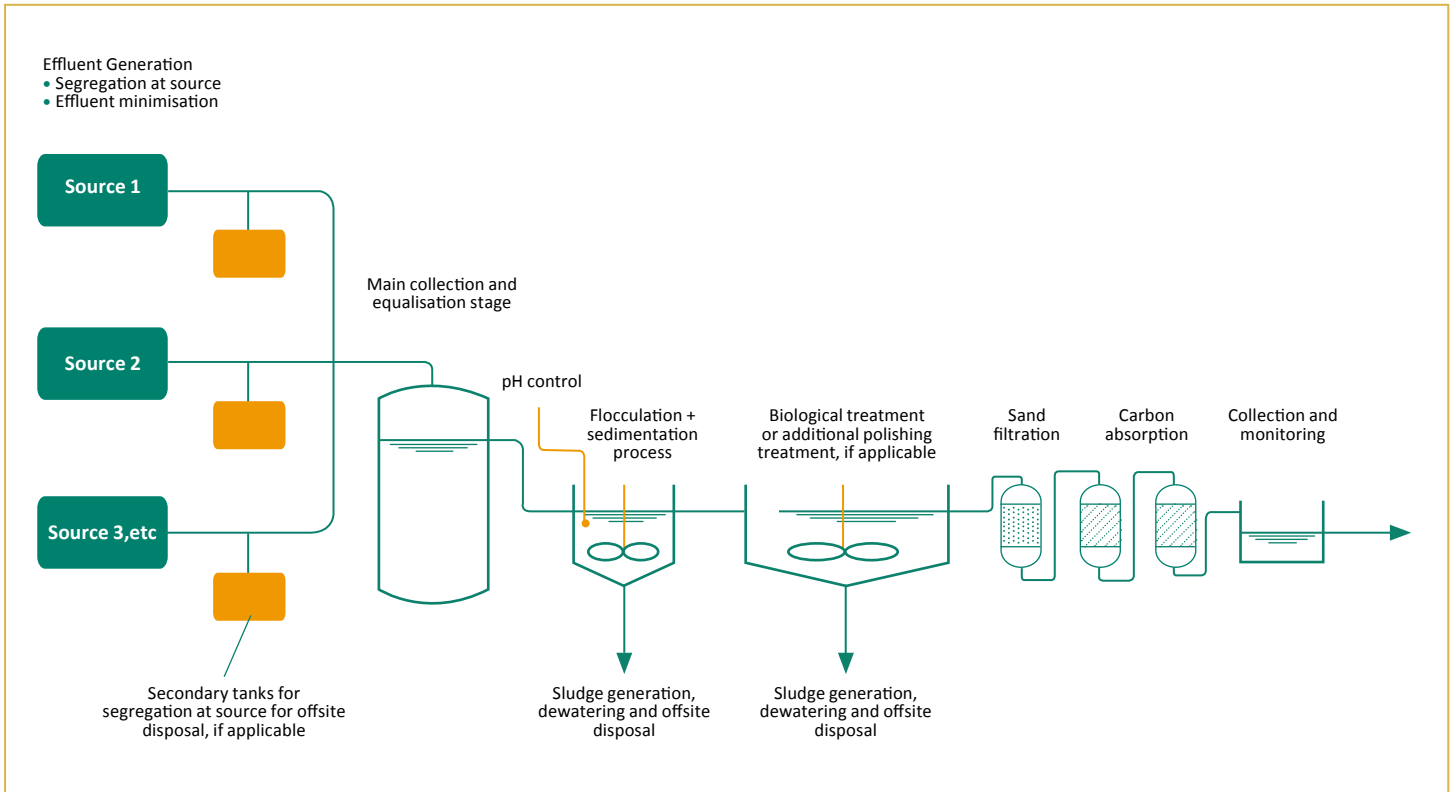 Effluent Generation
• Segregation at source
• Effluent minimisation
Source 1
Main collection and
equalisation stage
Source 2
pH control
Flocculation +
sedimentation
process
Biological treatment
or additional polishing
treatment, if applicable
Sand
filtration
Carbon
absorption
Collection and
monitoring
Source 3,etc
Secondary tanks for
segregation at source for offsite
disposal, if applicable
Sludge generation,
dewatering and offsite
disposal
Sludge generation,
dewatering and offsite
disposal